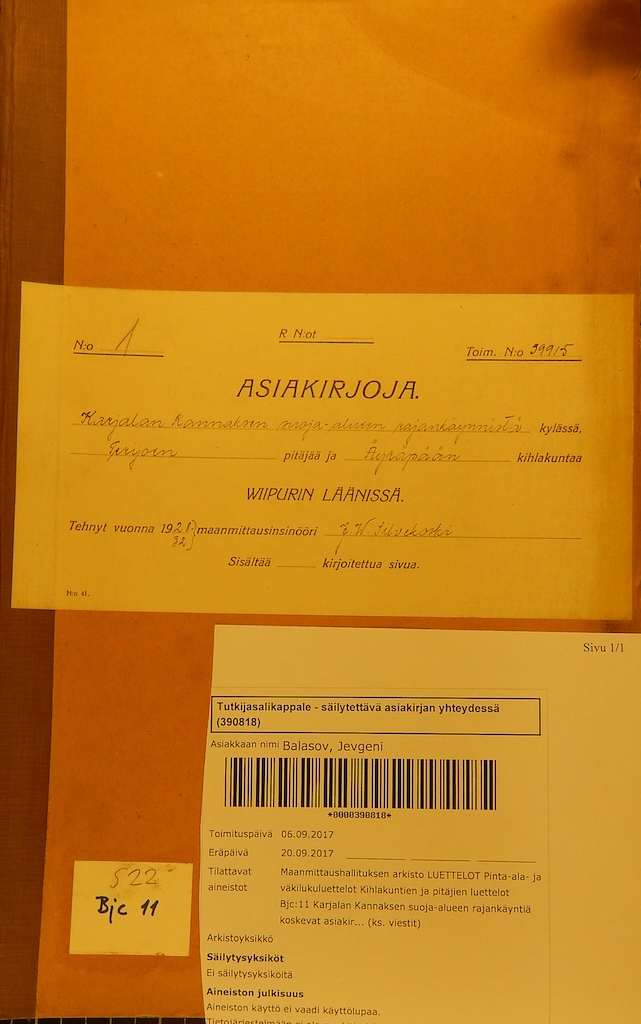 N:o 1
R N:ot
Toim. N:o 39915
ASIAKIRJOJA.
Karjalan Kannaksen suoja-alueen rajankäynnistä kylässä,
Terijoen pitäjää ja Äyräpään kihlakuntaa
WIIPURIN LÄÄNISSÄ.
Tehnyt vuonna 1928-32 maanmittausinsinööri J. W. Silvekoski
Sisältää kirjoitettua sivua.
N:o 41.
Sivu 1/1
Tutkijasalikappale - säilytettävä asiakirjan yhteydessä
(390818)
Asiakkaan nimi Balasov, Jevgeni
*0000390818*
Toimituspäivä 06.09.2017
Eräpäivä 20.09.2017
Tilattavat aineistot Maanmittaushallituksen arkisto LUETTELOT Pinta-ala- ja
väkilukuluettelot Kihlakuntien ja pitäjien luettelot
Bjc:11 Karjalan Kannaksen suoja-alueen rajankäyntiä
koskevat asiakir... (ks. viestit)
Arkistoyksikkö
Säilytysyksiköt
Ei säilytysyksiköitä
Aineiston julkisuus
Aineiston käyttö ei vaadi käyttölupaa.
522
Bjc 11